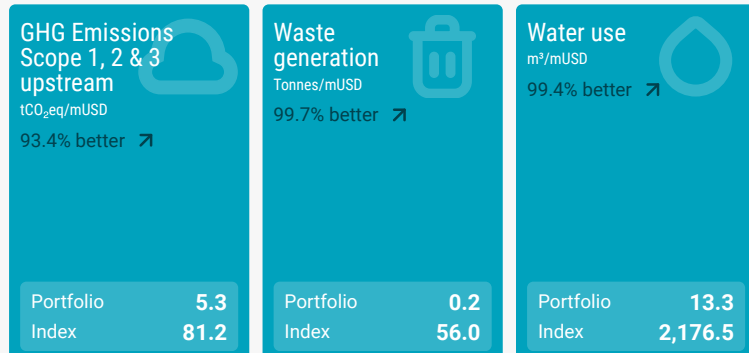 GHG Emissions
Scope 1, 2 & 3
upstream
tCO₂eq/mUSD
93.4% better
Portfolio 5.3
Index 81.2
Waste
generation
Tonnes/mUSD
99.7% better
Portfolio 0.2
Index 56.0
Water use
m³/mUSD
99.4% better
Portfolio 13.3
Index 2,176.5